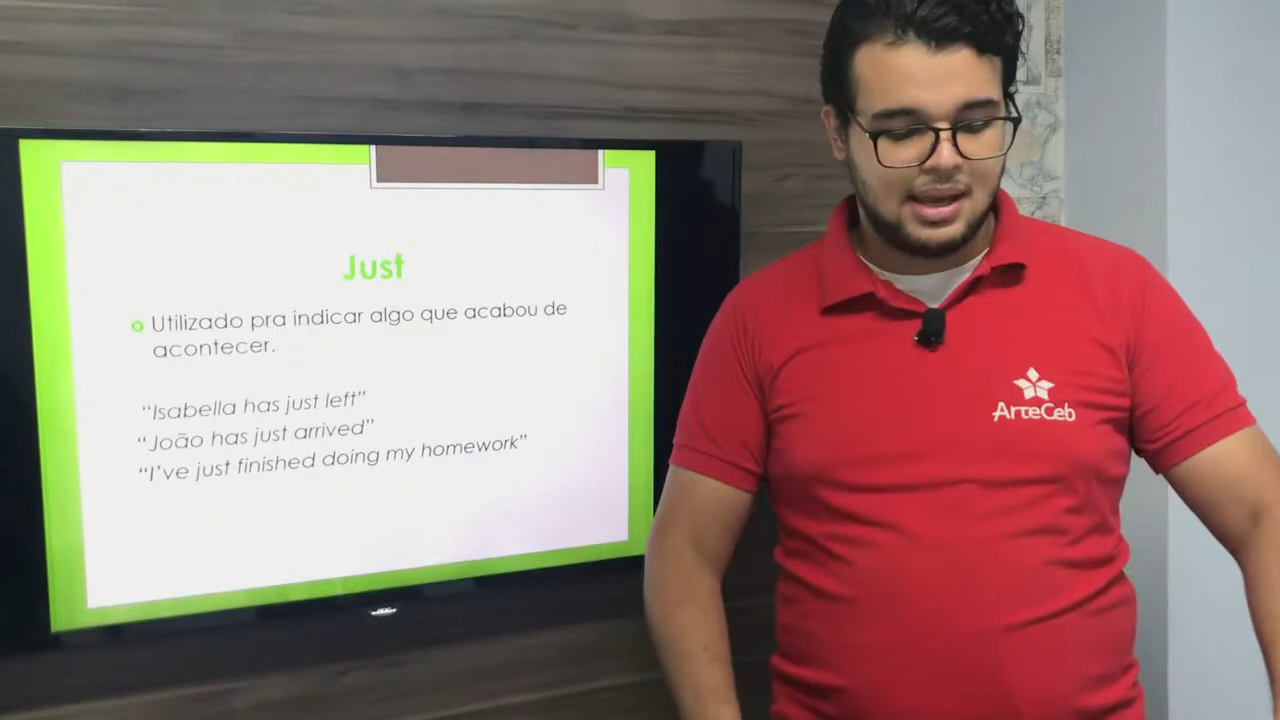 Just
Utilizado pra indicar algo que acabou de
acontecer.
“Isabella has just left”
“João has just arrived”
“I’ve just finished doing my homework”
ArteCeb
AOC